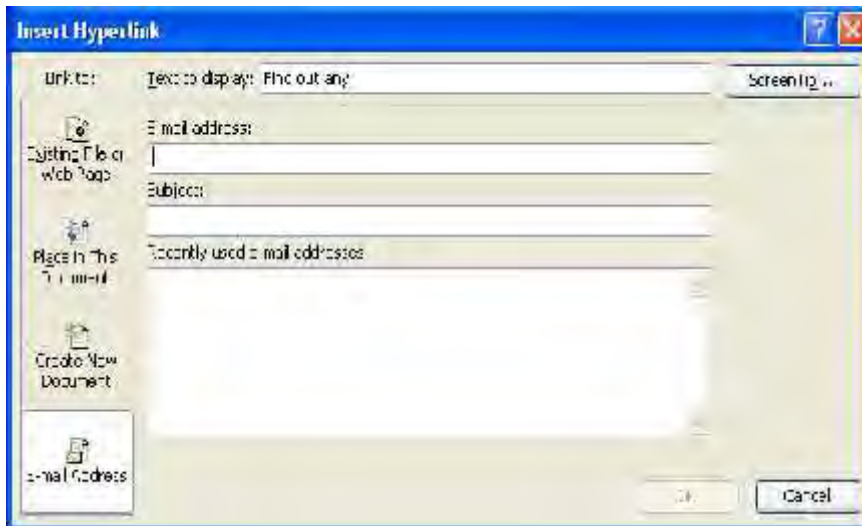 Insert Hyperlink
Link to:
Text to display: Find out any
ScreenTip...
Existing File or
Web Page
E-mail address:
Subject:
Place in This
Document
Recently used e-mail addresses
Create New
Document
E-mail Address
OK
Cancel